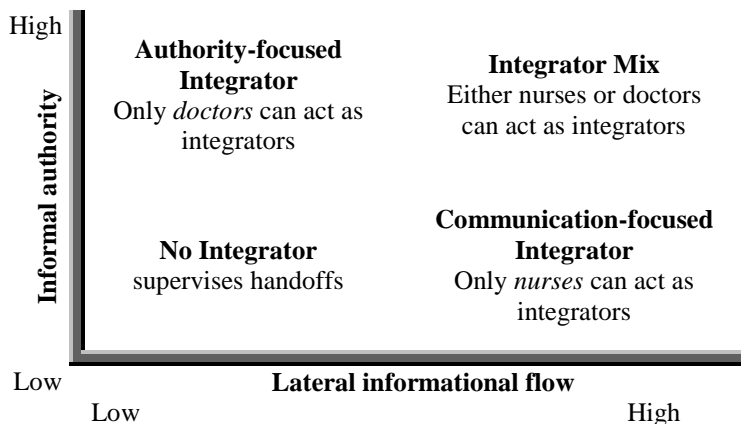 High
Authority-focused
Integrator
Only doctors can act as
integrators
Integrator Mix
Either nurses or doctors
can act as integrators
Informal authority
No Integrator
supervises handoffs
Communication-focused
Integrator
Only nurses can act as
integrators
Low
Lateral informational flow
Low
High